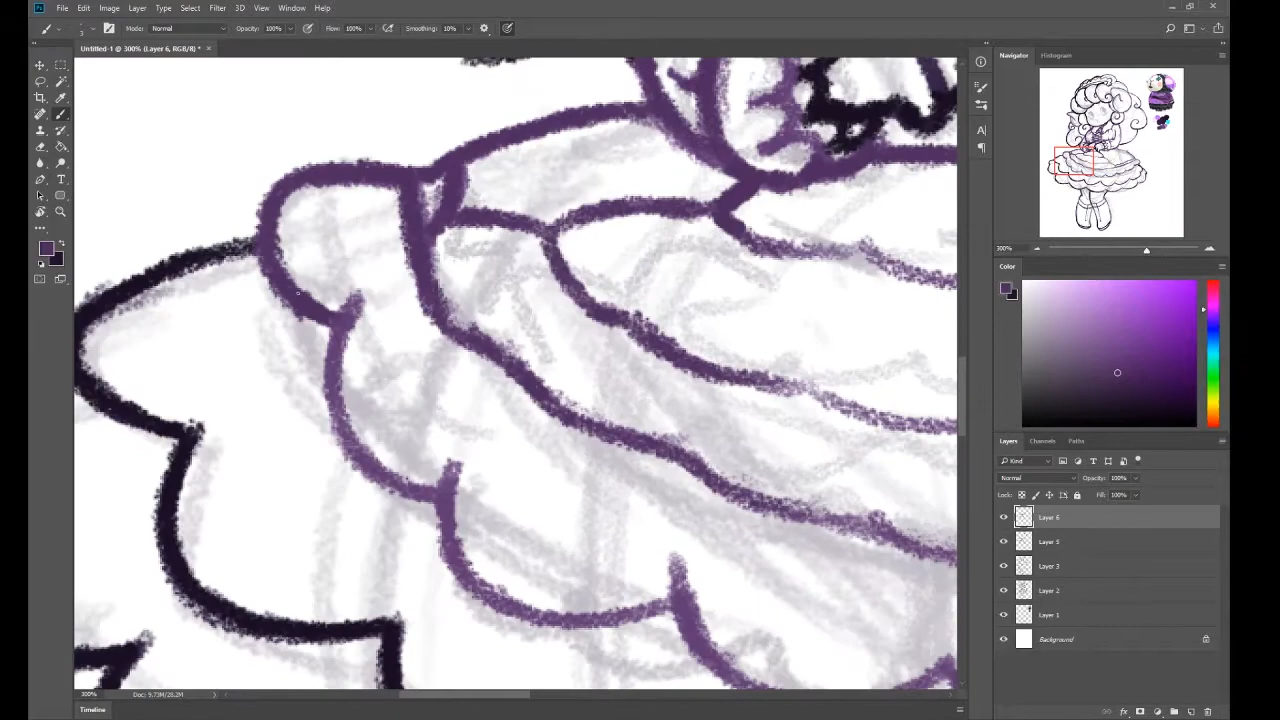 Ps File Edit Image Layer Type Select Filter 3D View Window Help
3 Mode: Normal Opacity: 100% Flow: 100% Smoothing: 10%
Untitled-1 @ 300% (Layer 6, RGB/8) * ×
Navigator Histogram
300%
Color
Layers Channels Paths
Kind
Normal Opacity: 100%
Lock: Fill: 100%
Layer 6
Layer 5
Layer 3
Layer 2
Layer 1
Background
fx
300% Doc: 9.73M/28.2M
Timeline